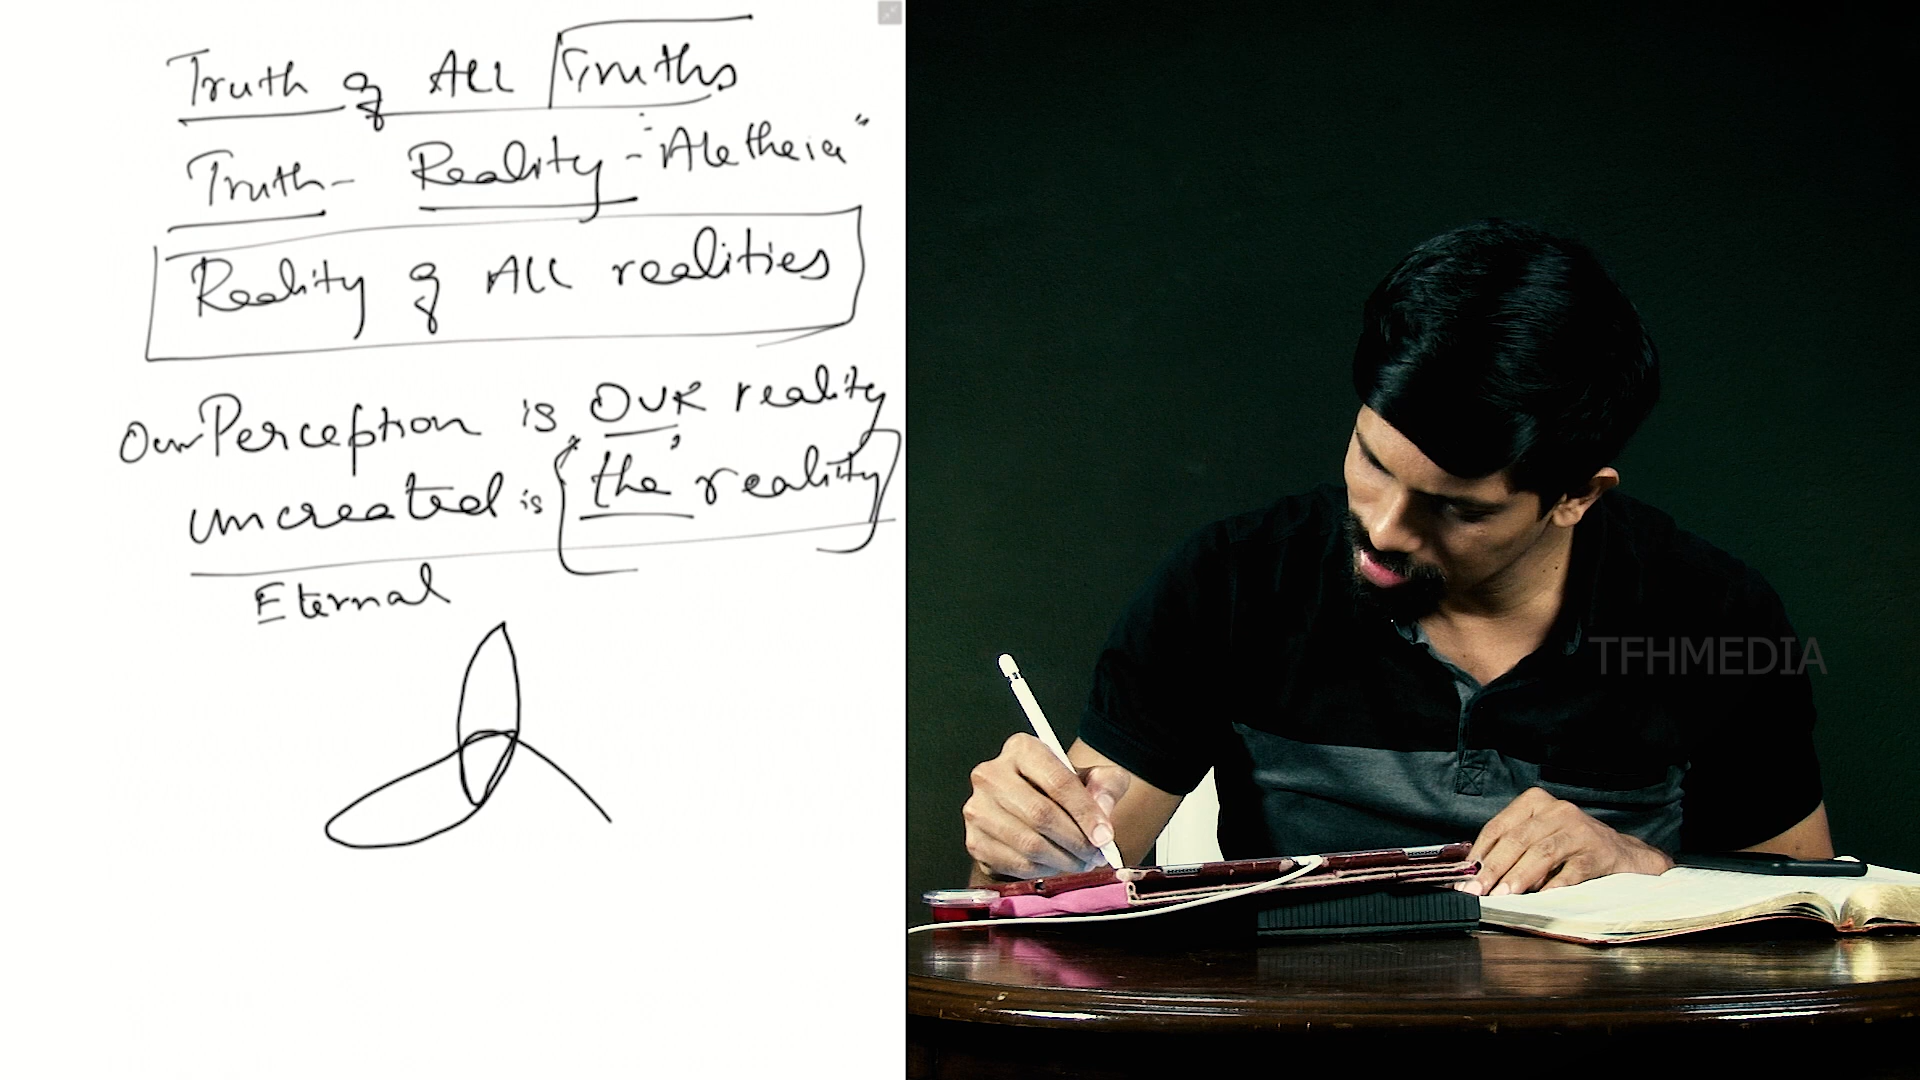 Truth of ALL Truths
Truth - Reality - "Aletheia"
Reality of ALL realities
Our Perception is OUR reality
uncreated is "the" reality
Eternal
TFHMEDIA